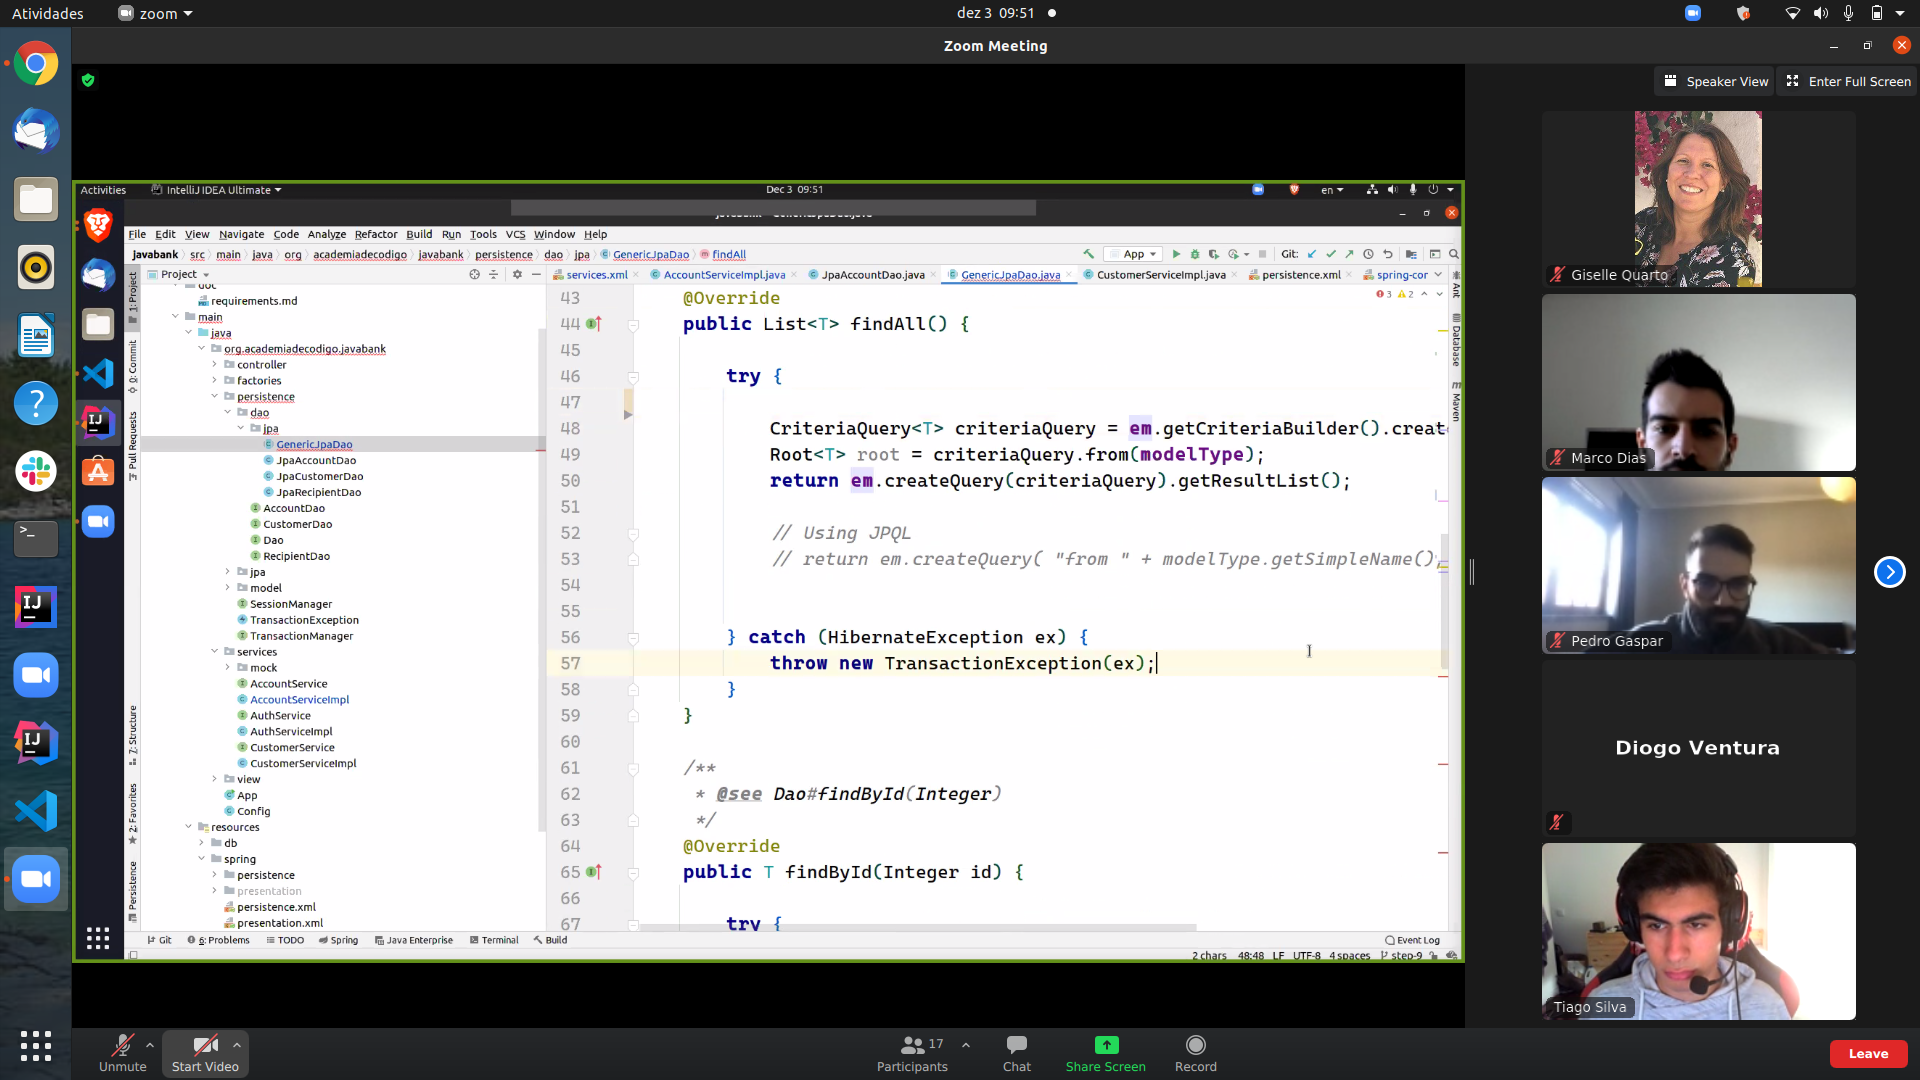 Atividades
zoom
dez 3 09:51
Zoom Meeting
Speaker View
Enter Full Screen
Activities
IntelliJ IDEA Ultimate
Dec 3 09:51
en
File Edit View Navigate Code Analyze Refactor Build Run Tools VCS Window Help
javabank src main java org academiadecodigo javabank persistence dao jpa GenericJpaDao findAll
App
Git:
Project
services.xml
AccountServiceImpl.java
JpaAccountDao.java
GenericJpaDao.java
CustomerServiceImpl.java
persistence.xml
spring-cor
1: Project
0: Commit
Pull Requests
7: Structure
2: Favorites
Persistence
Ant
Database
Maven
doc
requirements.md
main
java
org.academiadecodigo.javabank
controller
factories
persistence
dao
jpa
GenericJpaDao
JpaAccountDao
JpaCustomerDao
JpaRecipientDao
AccountDao
CustomerDao
Dao
RecipientDao
jpa
model
SessionManager
TransactionException
TransactionManager
services
mock
AccountService
AccountServiceImpl
AuthService
AuthServiceImpl
CustomerService
CustomerServiceImpl
view
App
Config
resources
db
spring
persistence
presentation
persistence.xml
presentation.xml
3 2
43 @Override
44 public List<T> findAll() {
45
46 try {
47
48 CriteriaQuery<T> criteriaQuery = em.getCriteriaBuilder().creat
49 Root<T> root = criteriaQuery.from(modelType);
50 return em.createQuery(criteriaQuery).getResultList();
51
52 // Using JPQL
53 // return em.createQuery( "from " + modelType.getSimpleName();
54
55
56 } catch (HibernateException ex) {
57 throw new TransactionException(ex);
58 }
59 }
60
61 /**
62 * @see Dao#findById(Integer)
63 */
64 @Override
65 public T findById(Integer id) {
66
67 try {
Git
6: Problems
TODO
Spring
Java Enterprise
Terminal
Build
Event Log
2 chars 48:48 LF UTF-8 4 spaces step-9
Giselle Quarto
Marco Dias
Pedro Gaspar
Diogo Ventura
Tiago Silva
Unmute
Start Video
Participants
17
Chat
Share Screen
Record
Leave